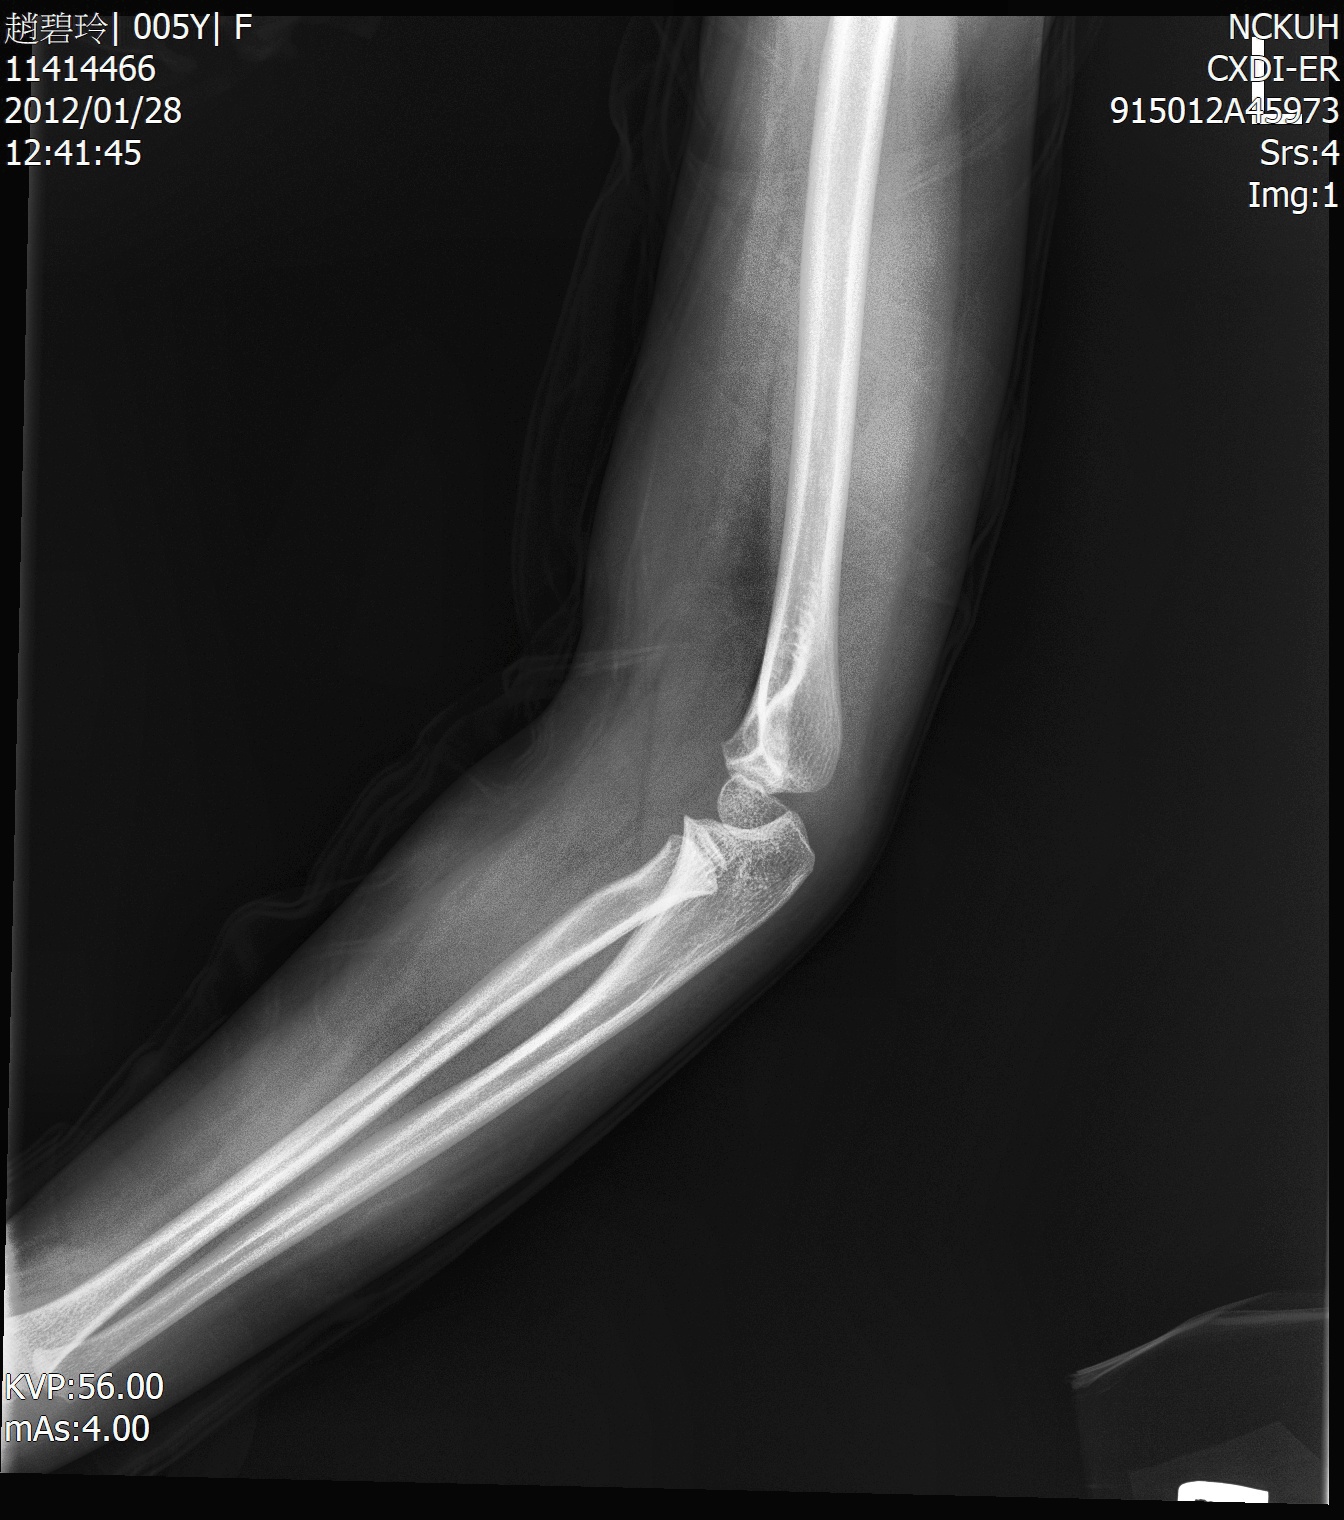 趙碧玲| 005Y| F
11414466
2012/01/28
12:41:45
NCKUH
CXDI-ER
915012A45973
Srs:4
Img:1
L
KVP:56.00
mAs:4.00